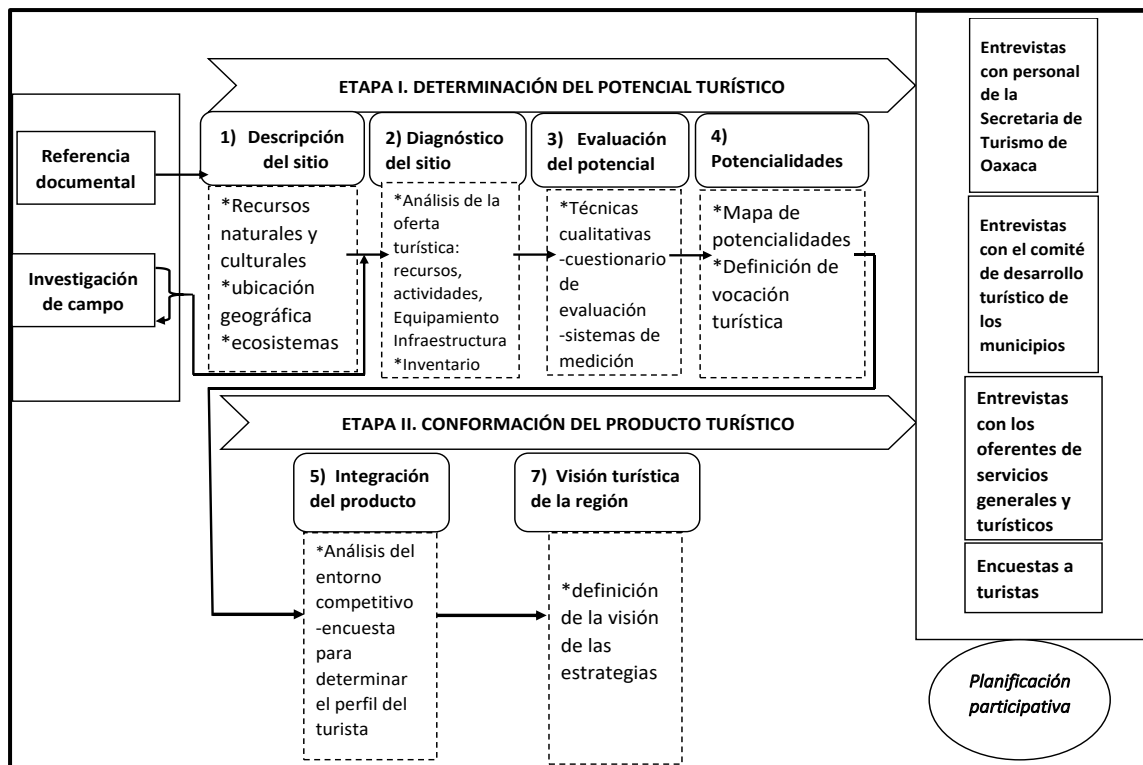 ETAPA I. DETERMINACIÓN DEL POTENCIAL TURÍSTICO
Referencia
documental
Investigación
de campo
1) Descripción
del sitio
*Recursos
naturales y
culturales
*ubicación
geográfica
*ecosistemas
2) Diagnóstico
del sitio
*Análisis de la
oferta
turística:
recursos,
actividades,
Equipamiento
Infraestructura
*Inventario
3) Evaluación
del potencial
*Técnicas
cualitativas
-cuestionario
de
evaluación
-sistemas de
medición
4)
Potencialidades
*Mapa de
potencialidades
*Definición de
vocación
turística
ETAPA II. CONFORMACIÓN DEL PRODUCTO TURÍSTICO
5) Integración
del producto
*Análisis del
entorno
competitivo
-encuesta
para
determinar
el perfil del
turista
7) Visión turística
de la región
*definición
de la visión
de las
estrategias
Entrevistas
con personal
de la
Secretaria de
Turismo de
Oaxaca
Entrevistas
con el comité
de desarrollo
turístico de
los
municipios
Entrevistas
con los
oferentes de
servicios
generales y
turísticos
Encuestas a
turistas
Planificación
participativa